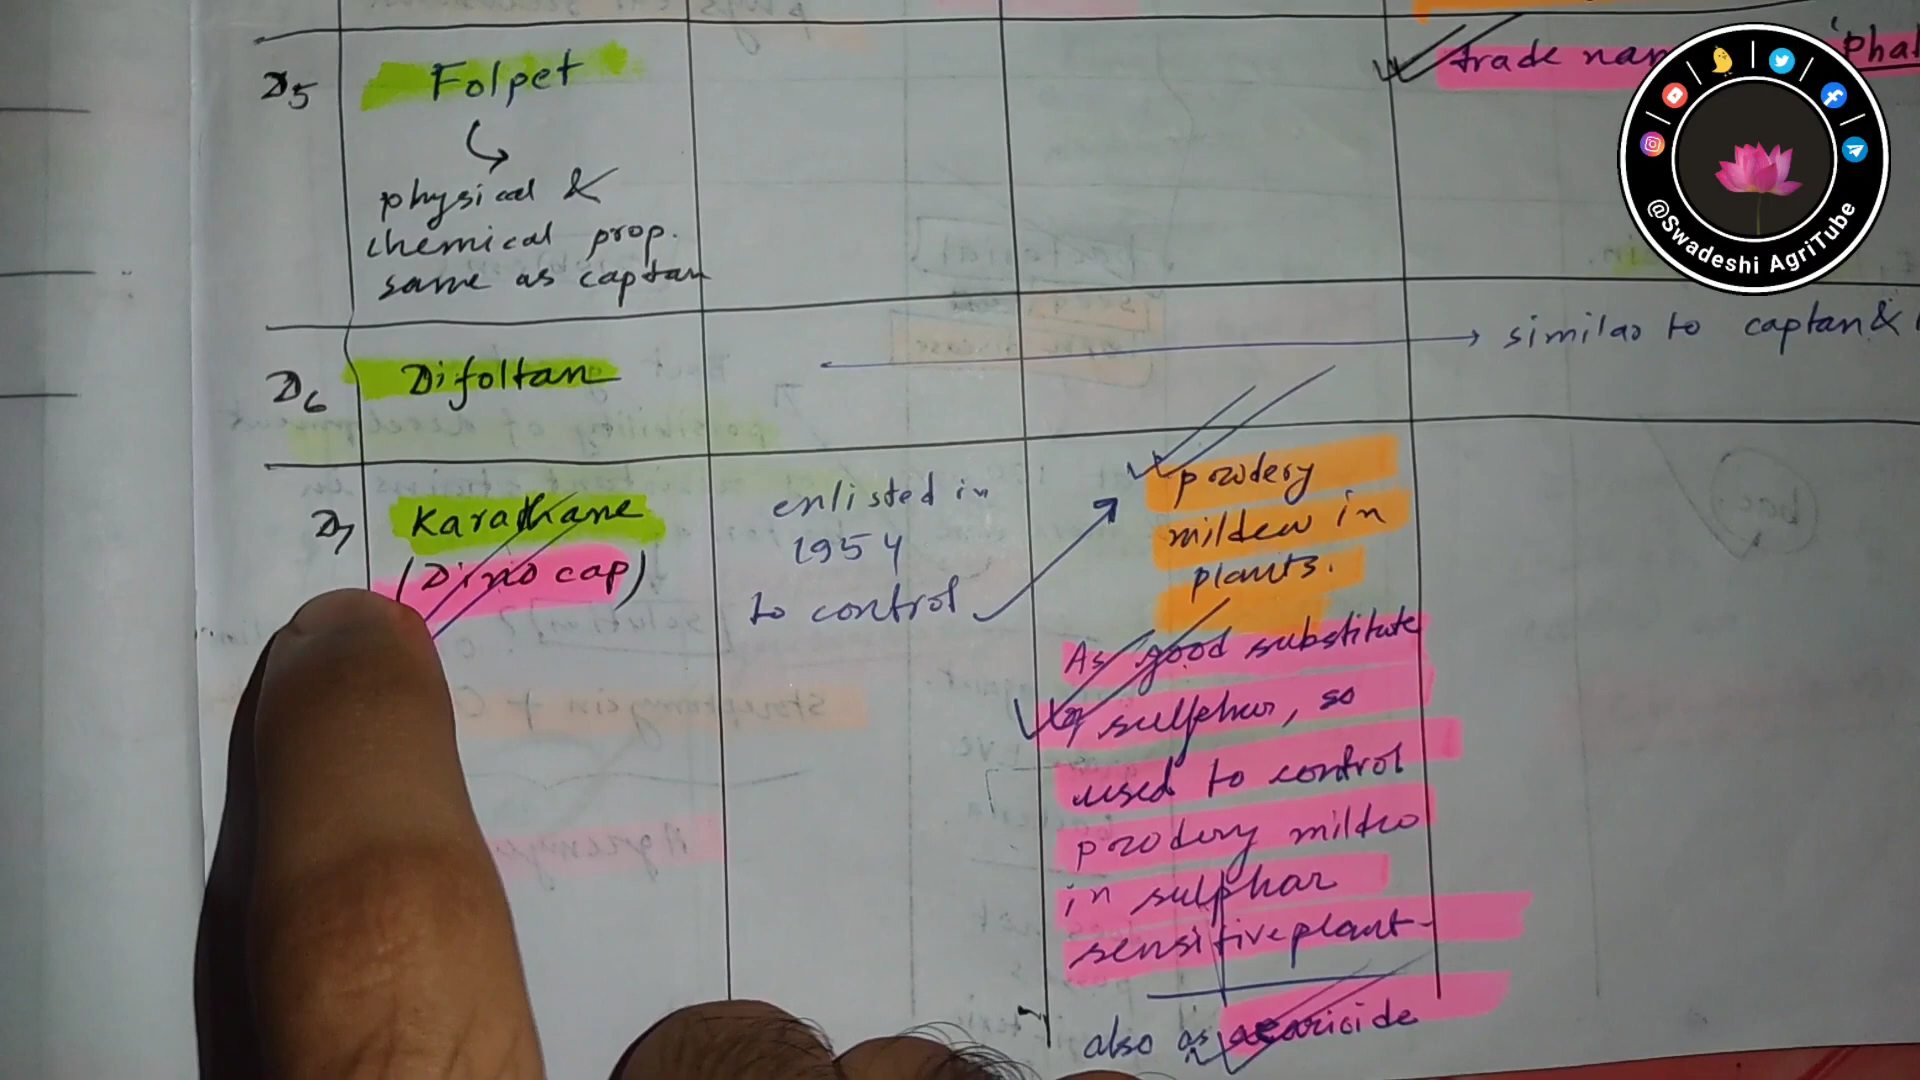 trade nam
'Phal
D5
Folpet
physical &
chemical prop.
same as captan
D6
Difoltan
similar to captan &
D7
Karathane
(Dinocap)
enlisted in
1954
to control
powdery
mildew in
plants.
As good substitute
of sulphur, so
used to control
powdery mildew
in sulphar
sensitive plant
also as acaricide
@Swadeshi AgriTube